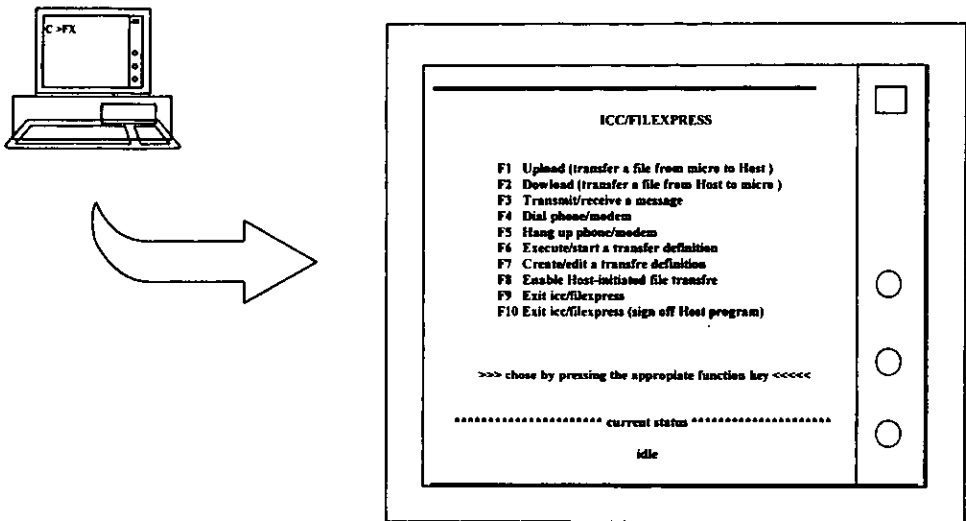 C >FX
ICC/FILEXPRESS
F1 Upload (transfer a file from micro to Host )
F2 Dowload (transfer a file from Host to micro )
F3 Transmit/receive a message
F4 Dial phone/modem
F5 Hang up phone/modem
F6 Execute/start a transfer definition
F7 Create/edit a transfre definition
F8 Enable Host-initiated file transfre
F9 Exit icc/filexpress
F10 Exit icc/filexpress (sign off Host program)
>>> chose by pressing the appropiate function key <<<<<
********************** current status *********************
idle